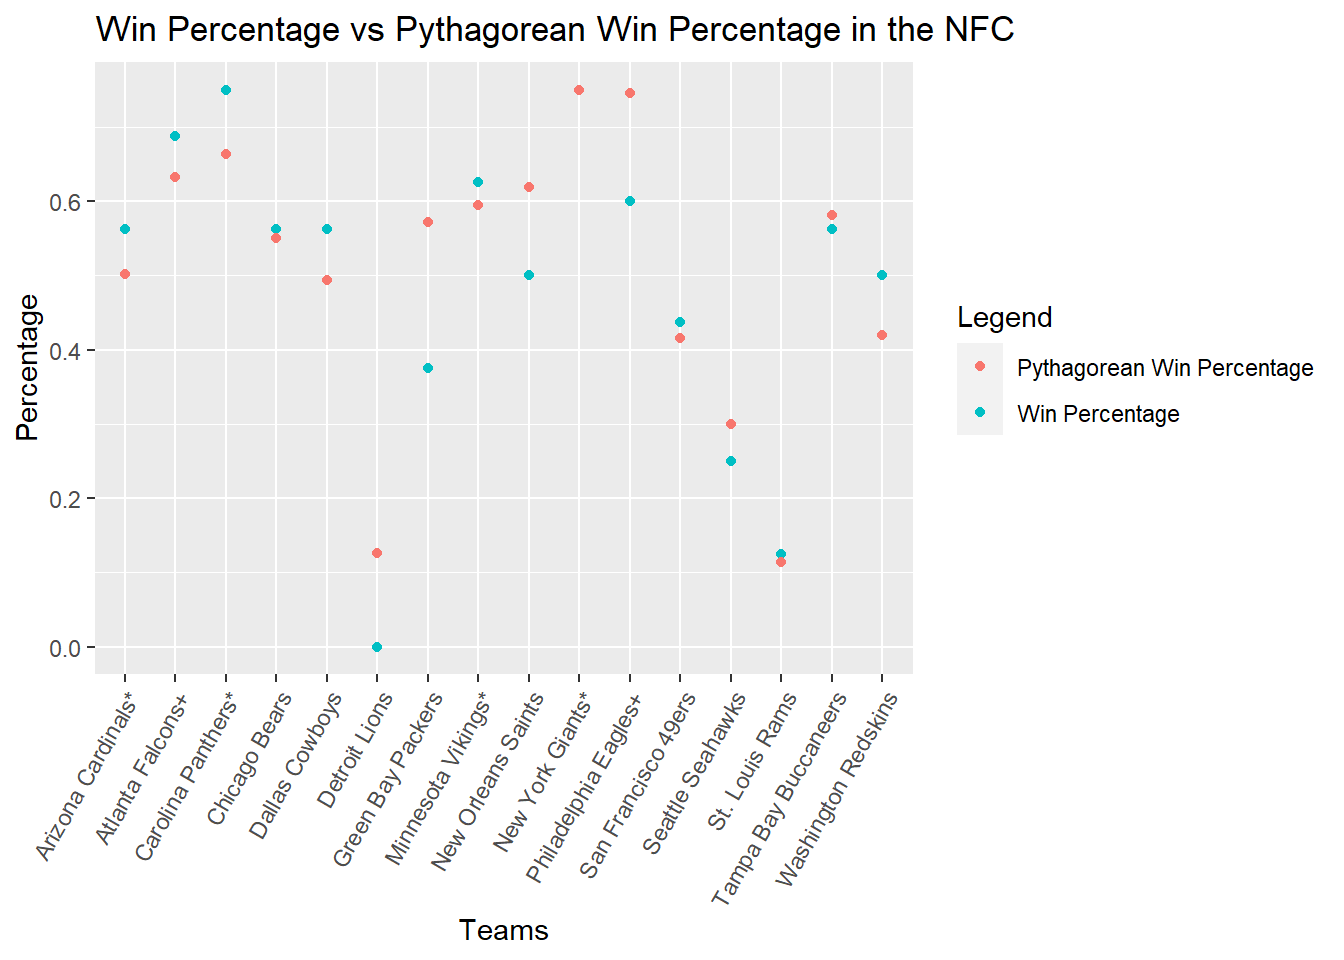 Win Percentage vs Pythagorean Win Percentage in the NFC
Percentage
0.6
0.4
0.2
0.0
Arizona Cardinals*
Atlanta Falcons+
Carolina Panthers*
Chicago Bears
Dallas Cowboys
Detroit Lions
Green Bay Packers
Minnesota Vikings*
New Orleans Saints
New York Giants*
Philadelphia Eagles+
San Francisco 49ers
Seattle Seahawks
St. Louis Rams
Tampa Bay Buccaneers
Washington Redskins
Teams
Legend
Pythagorean Win Percentage
Win Percentage